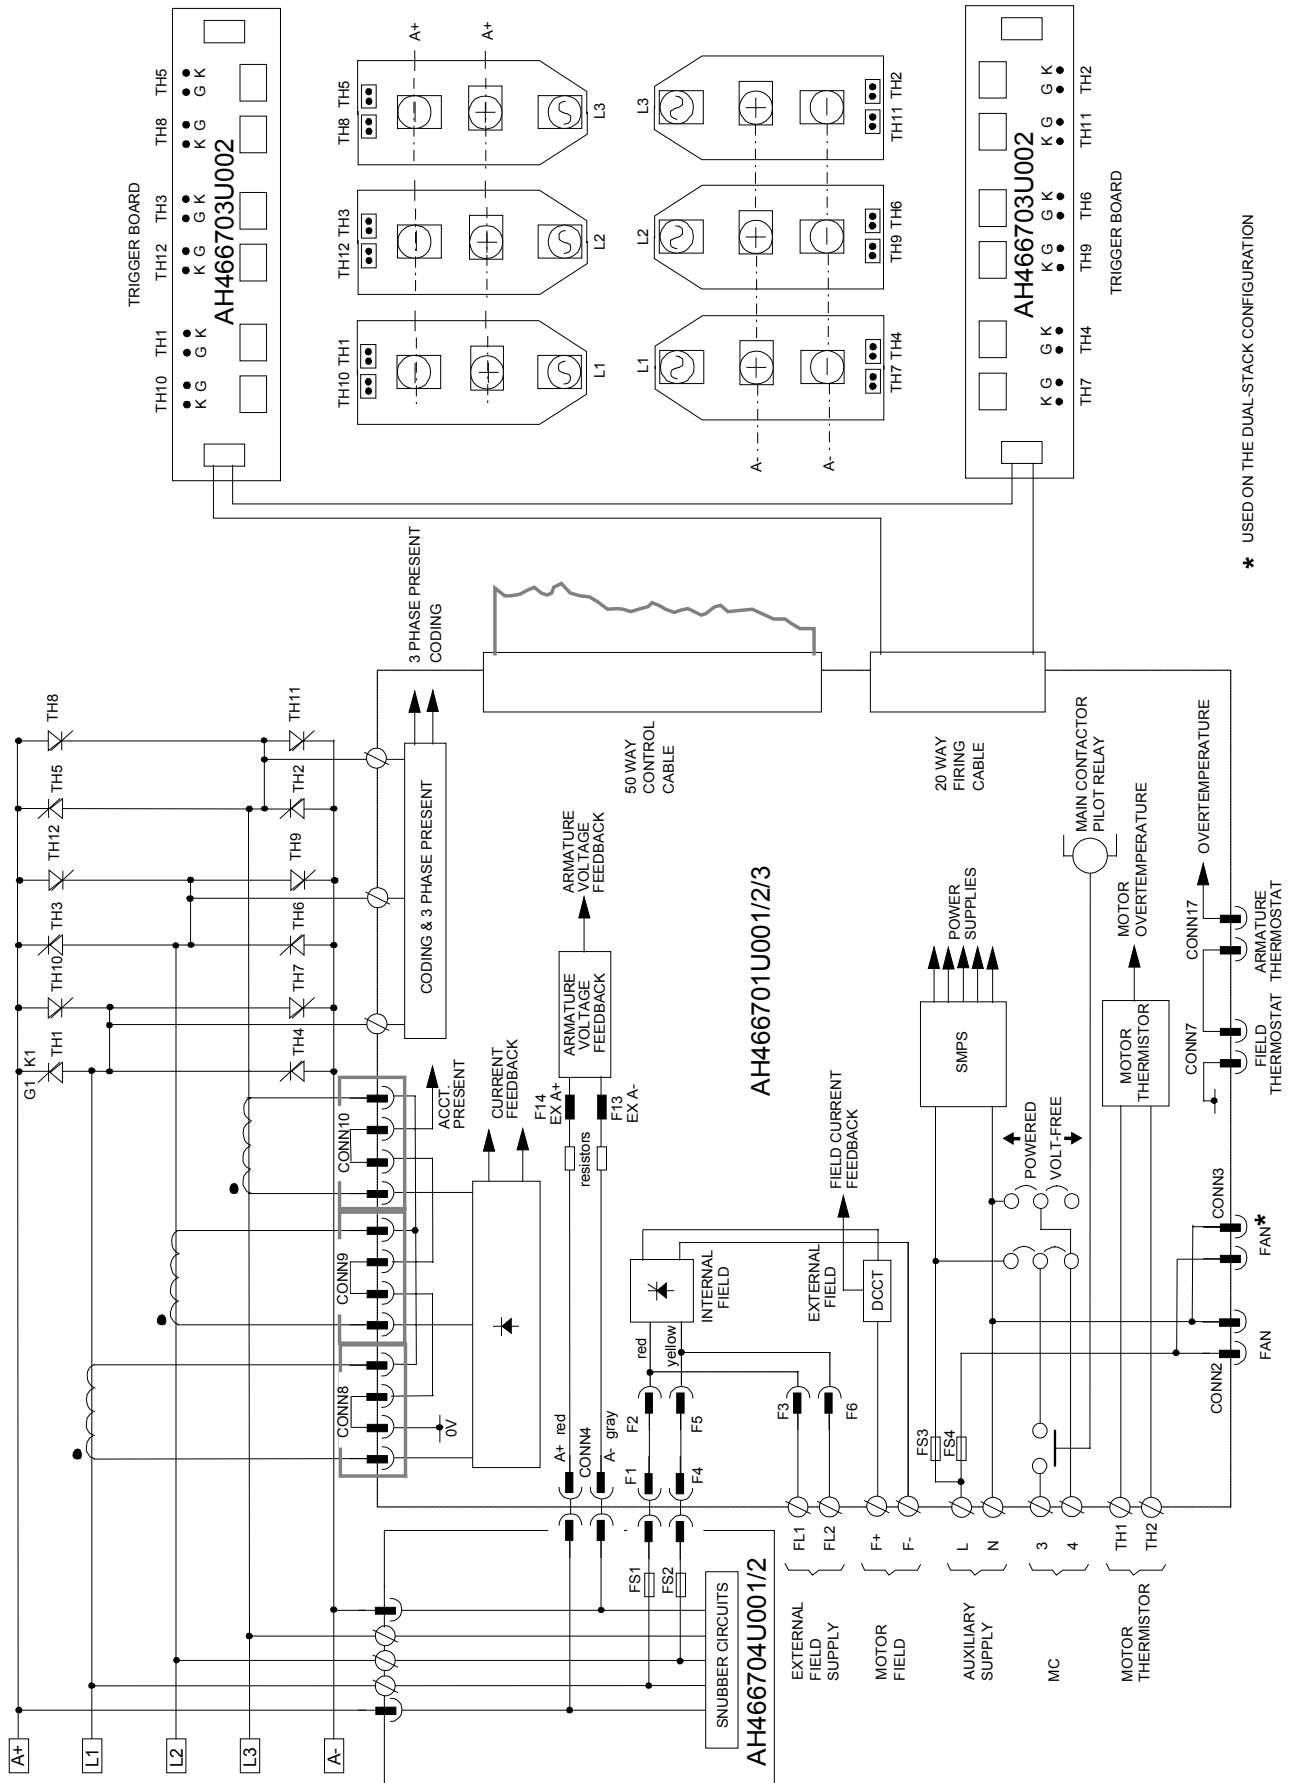 TRIGGER BOARD
TH10
TH1
TH12
TH3
TH8
TH5
K G
G K
K G
G K
K G
G K
AH466703U002
A+
A+
TH10
TH1
TH12
TH3
TH8
TH5
L1
L2
L3
L1
L2
L3
A-
A-
TH7
TH4
TH9
TH6
TH11
TH2
AH466703U002
K G
G K
K G
G K
K G
G K
TH7
TH4
TH9
TH6
TH11
TH2
TRIGGER BOARD
* USED ON THE DUAL-STACK CONFIGURATION
A+
L1
L2
L3
A-
G1
K1
TH1
TH10
TH3
TH12
TH5
TH8
TH4
TH7
TH6
TH9
TH2
TH11
CONN8
CONN9
CONN10
0V
ACCT.
PRESENT
CURRENT
FEEDBACK
CODING & 3 PHASE PRESENT
3 PHASE PRESENT
CODING
A+ red
CONN4
A- gray
resistors
F14
EX A+
F13
EX A-
ARMATURE
VOLTAGE
FEEDBACK
ARMATURE
VOLTAGE
FEEDBACK
50 WAY
CONTROL
CABLE
20 WAY
FIRING
CABLE
AH466701U001/2/3
FS1
FS2
SNUBBER CIRCUITS
AH466704U001/2
F1
F2
F4
F5
red
yellow
INTERNAL
FIELD
F3
F6
EXTERNAL
FIELD
FIELD CURRENT
FEEDBACK
DCCT
FL1
FL2
EXTERNAL
FIELD
SUPPLY
F+
F-
MOTOR
FIELD
L
N
AUXILIARY
SUPPLY
FS3
FS4
SMPS
POWER
SUPPLIES
POWERED
VOLT-FREE
3
4
MC
MAIN CONTACTOR
PILOT RELAY
TH1
TH2
MOTOR
THERMISTOR
MOTOR
THERMISTOR
MOTOR
OVERTEMPERATURE
CONN2
FAN
CONN3
FAN*
CONN7
FIELD
THERMOSTAT
CONN17
ARMATURE
THERMOSTAT
OVERTEMPERATURE